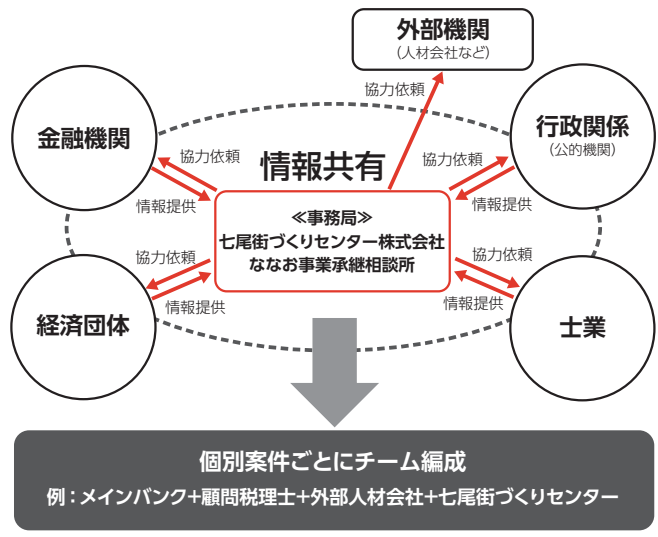 外部機関
(人材会社など)
協力依頼
金融機関
行政関係
(公的機関)
情報共有
協力依頼
協力依頼
情報提供
情報提供
≪事務局≫
七尾街づくりセンター株式会社
ななお事業承継相談所
協力依頼
協力依頼
情報提供
情報提供
経済団体
士業
個別案件ごとにチーム編成
例：メインバンク+顧問税理士+外部人材会社+七尾街づくりセンター